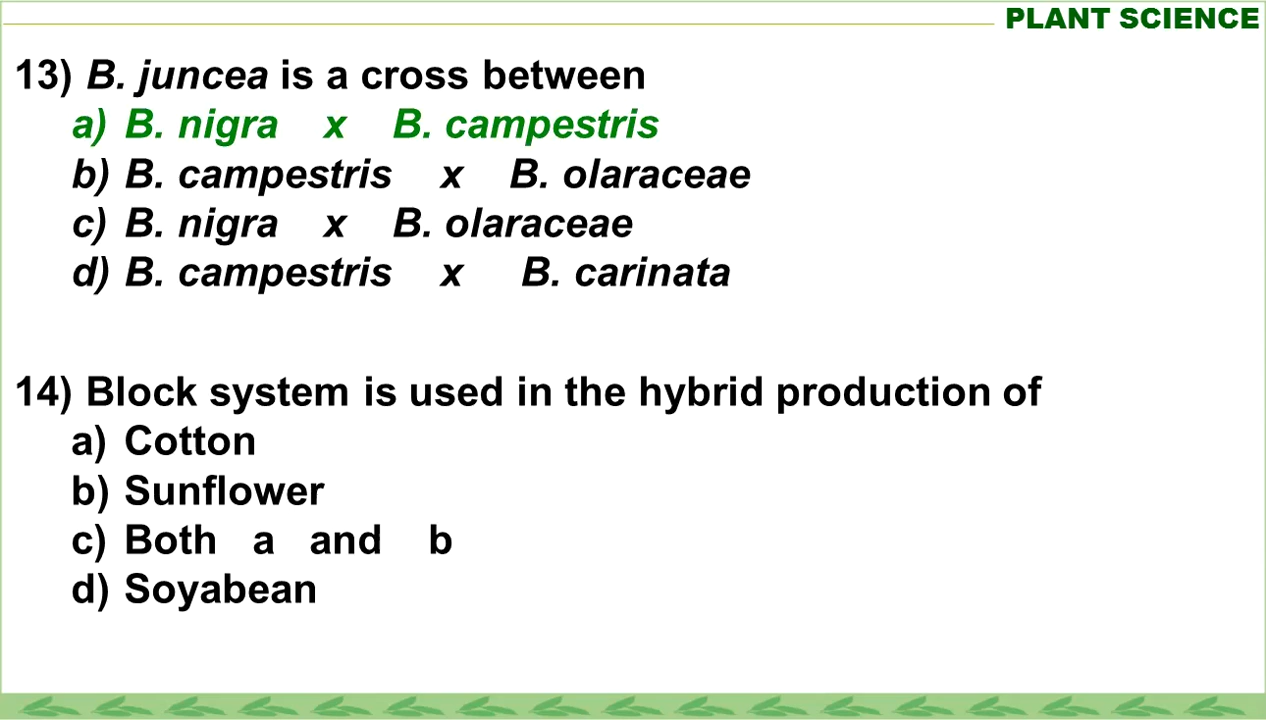 PLANT SCIENCE
13) B. juncea is a cross between
a) B. nigra x B. campestris
b) B. campestris x B. olaraceae
c) B. nigra x B. olaraceae
d) B. campestris x B. carinata
14) Block system is used in the hybrid production of
a) Cotton
b) Sunflower
c) Both a and b
d) Soyabean